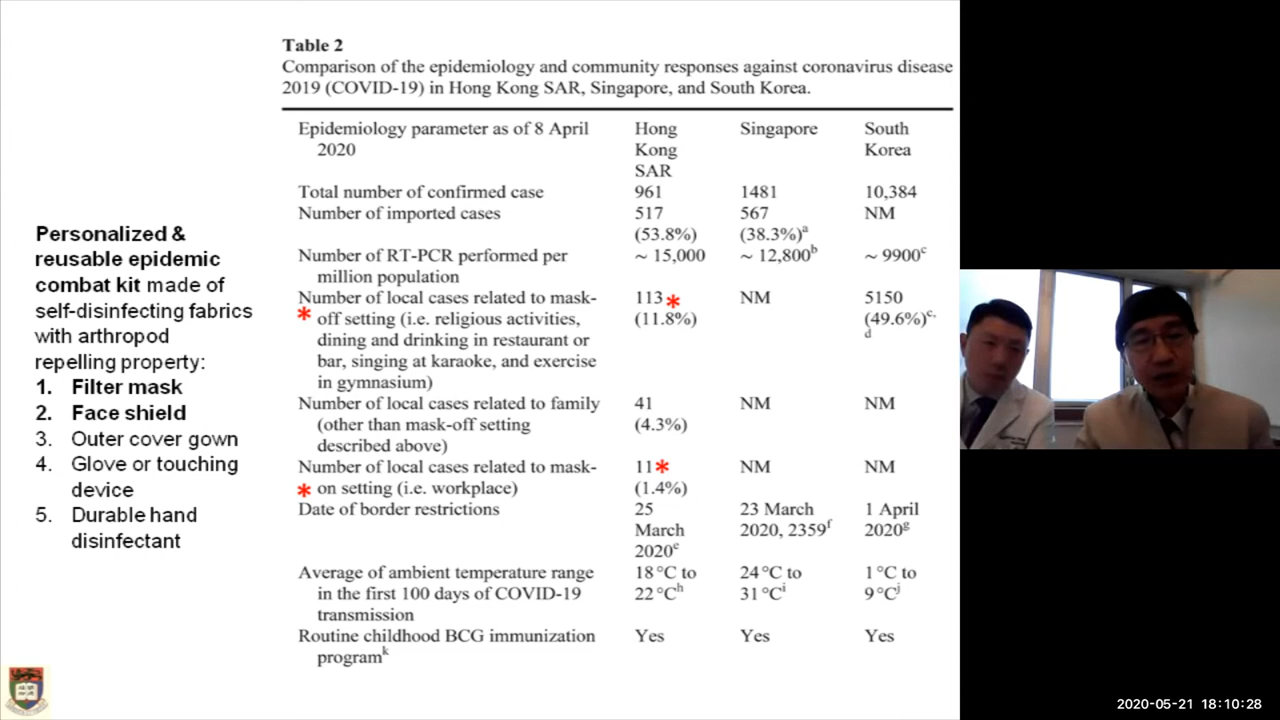 Table 2
Comparison of the epidemiology and community responses against coronavirus disease
2019 (COVID-19) in Hong Kong SAR, Singapore, and South Korea.
Epidemiology parameter as of 8 April
2020
Hong
Kong
SAR
Singapore
South
Korea
Total number of confirmed case 961 1481 10,384
Number of imported cases 517 567 NM
(53.8%) (38.3%)a
Number of RT-PCR performed per ~ 15,000 ~ 12,800b ~ 9900c
million population
Number of local cases related to mask- 113 * NM 5150
* off setting (i.e. religious activities, (11.8%) (49.6%)c,
dining and drinking in restaurant or d
bar, singing at karaoke, and exercise
in gymnasium)
Number of local cases related to family 41 NM NM
(other than mask-off setting (4.3%)
described above)
Number of local cases related to mask- 11 * NM NM
* on setting (i.e. workplace) (1.4%)
Date of border restrictions 25 23 March 1 April
March 2020, 2359f 2020g
2020e
Average of ambient temperature range 18 °C to 24 °C to 1 °C to
in the first 100 days of COVID-19 22 °Ch 31 °Ci 9 °Cj
transmission
Routine childhood BCG immunization Yes Yes Yes
programk
Personalized &
reusable epidemic
combat kit made of
self-disinfecting fabrics
with arthropod
repelling property:
1. Filter mask
2. Face shield
3. Outer cover gown
4. Glove or touching
device
5. Durable hand
disinfectant
2020-05-21 18:10:28